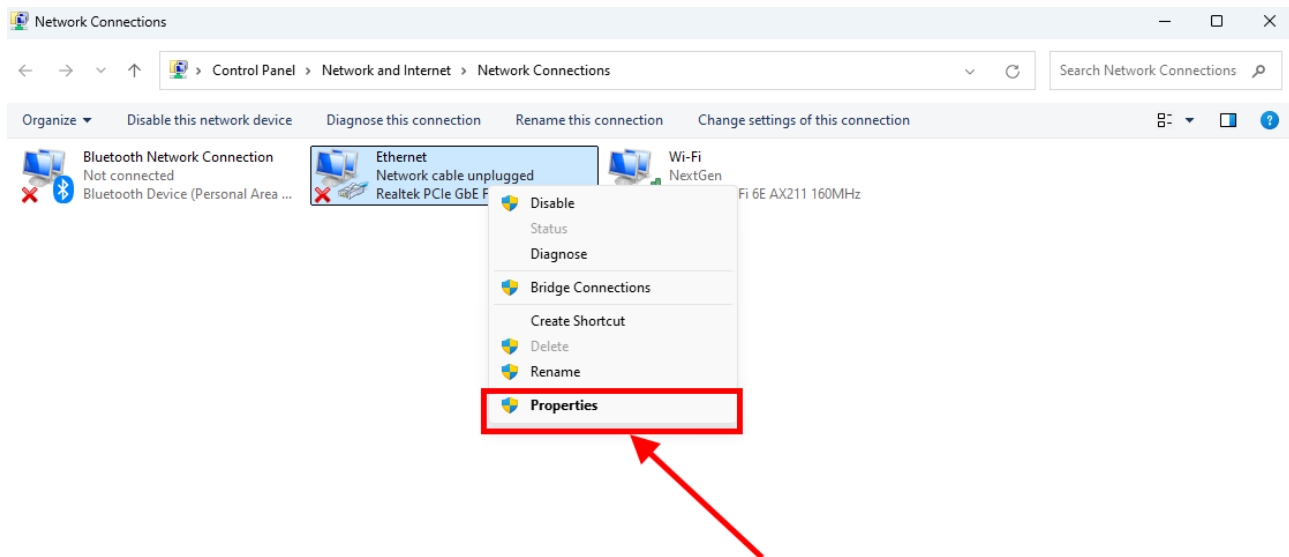 Network Connections
Control Panel > Network and Internet > Network Connections
Search Network Connections
Organize Disable this network device Diagnose this connection Rename this connection Change settings of this connection
?
Bluetooth Network Connection
Not connected
Bluetooth Device (Personal Area ...
Ethernet
Network cable unplugged
Realtek PCIe GbE
Wi-Fi
NextGen
Fi 6E AX211 160MHz
Disable
Status
Diagnose
Bridge Connections
Create Shortcut
Delete
Rename
Properties